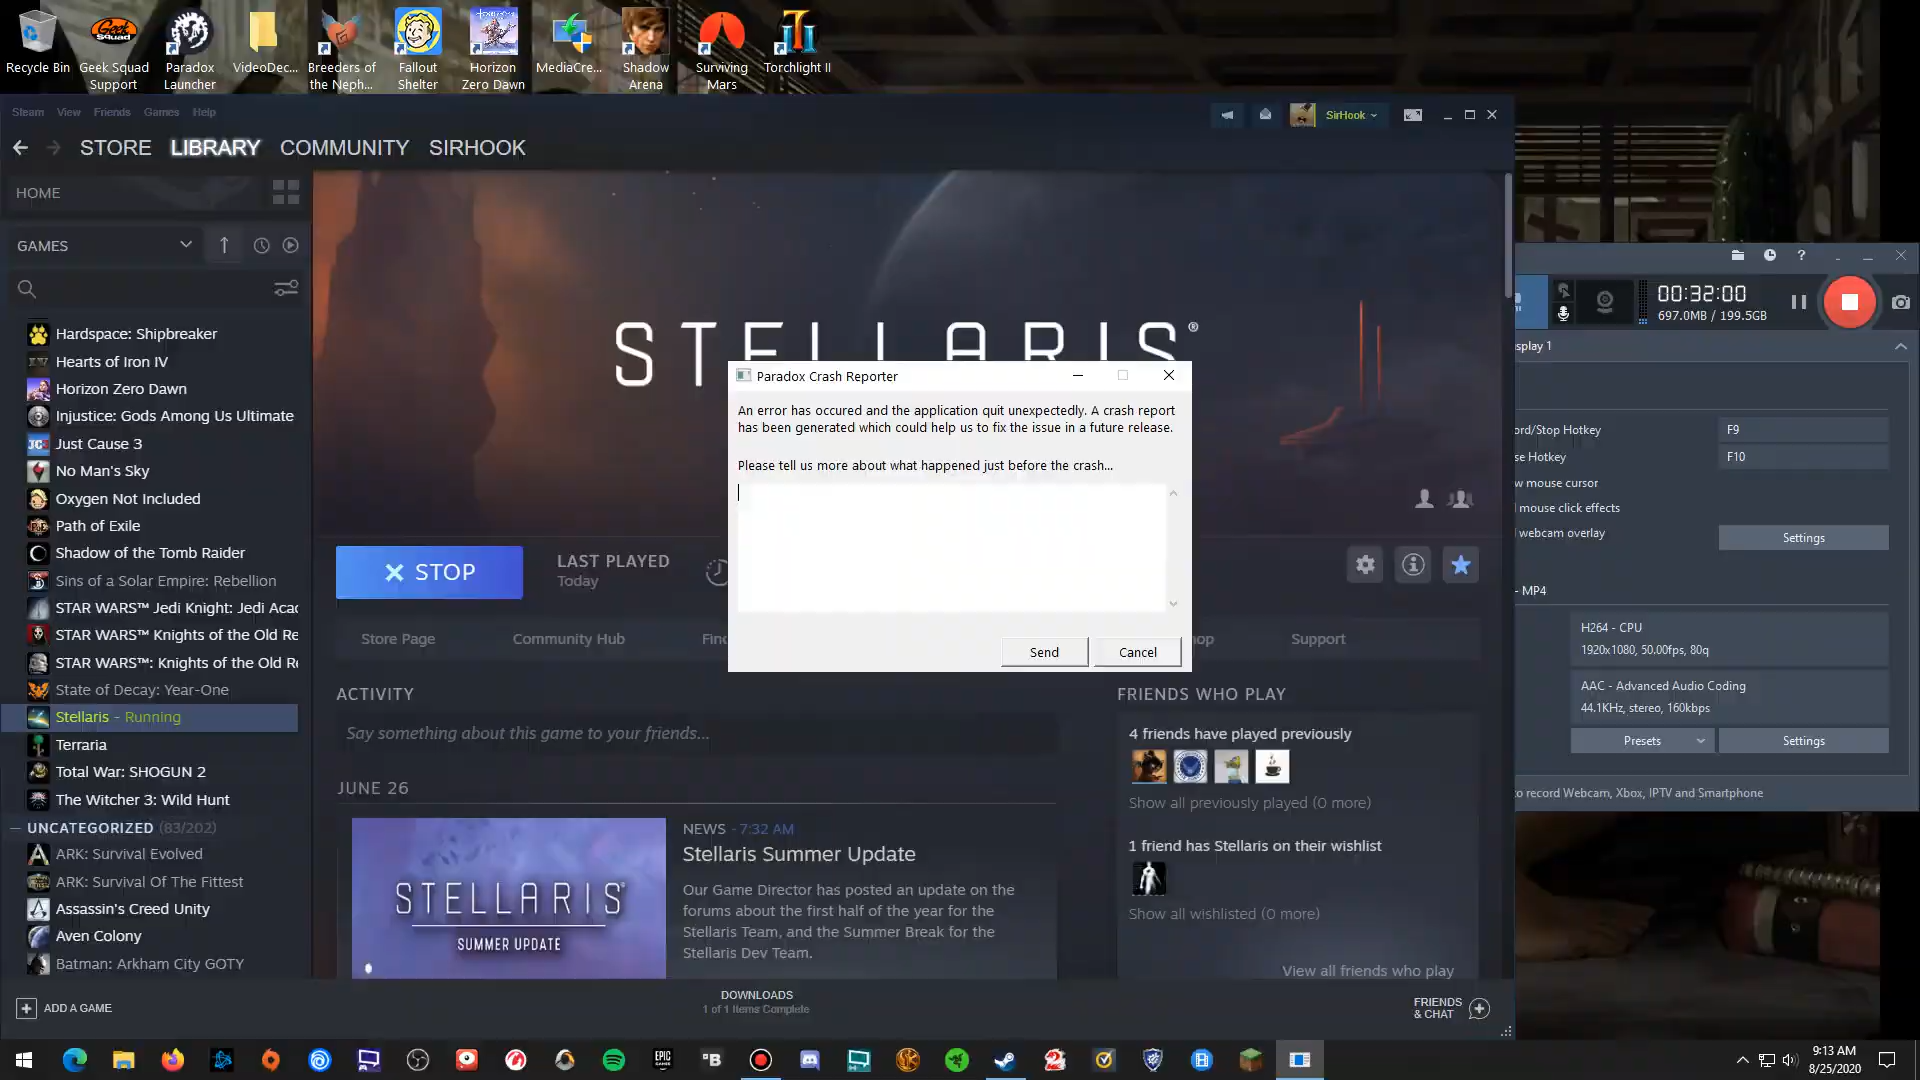 Recycle Bin
Geek Squad
Support
Paradox
Launcher
VideoDec...
Breeders of
the Neph...
Fallout
Shelter
Horizon
Zero Dawn
MediaCre...
Shadow
Arena
Surviving
Mars
Torchlight II
Steam View Friends Games Help
SirHook
STORE LIBRARY COMMUNITY SIRHOOK
HOME
GAMES
Hardspace: Shipbreaker
Hearts of Iron IV
Horizon Zero Dawn
Injustice: Gods Among Us Ultimate
Just Cause 3
No Man's Sky
Oxygen Not Included
Path of Exile
Shadow of the Tomb Raider
Sins of a Solar Empire: Rebellion
STAR WARS™ Jedi Knight: Jedi Aca
STAR WARS™ Knights of the Old Re
STAR WARS™: Knights of the Old Re
State of Decay: Year-One
Stellaris - Running
Terraria
Total War: SHOGUN 2
The Witcher 3: Wild Hunt
UNCATEGORIZED (83/202)
ARK: Survival Evolved
ARK: Survival Of The Fittest
Assassin's Creed Unity
Aven Colony
Batman: Arkham City GOTY
ADD A GAME
STELLARIS®
Paradox Crash Reporter
An error has occured and the application quit unexpectedly. A crash report
has been generated which could help us to fix the issue in a future release.
Please tell us more about what happened just before the crash...
Send Cancel
STOP
LAST PLAYED
Today
Store Page Community Hub Support
ACTIVITY
Say something about this game to your friends...
JUNE 26
STELLARIS
SUMMER UPDATE
NEWS - 7:32 AM
Stellaris Summer Update
Our Game Director has posted an update on the
forums about the first half of the year for the
Stellaris Team, and the Summer Break for the
Stellaris Dev Team.
FRIENDS WHO PLAY
4 friends have played previously
Show all previously played (0 more)
1 friend has Stellaris on their wishlist
Show all wishlisted (0 more)
View all friends who play
DOWNLOADS
1 of 1 Items Complete
FRIENDS
& CHAT
00:32:00
697.0MB / 199.5GB
splay 1
ord/Stop Hotkey F9
se Hotkey F10
w mouse cursor
l mouse click effects
l webcam overlay
Settings
- MP4
H264 - CPU
1920x1080, 50.00fps, 80q
AAC - Advanced Audio Coding
44.1KHz, stereo, 160kbps
Presets Settings
to record Webcam, Xbox, IPTV and Smartphone
9:13 AM
8/25/2020